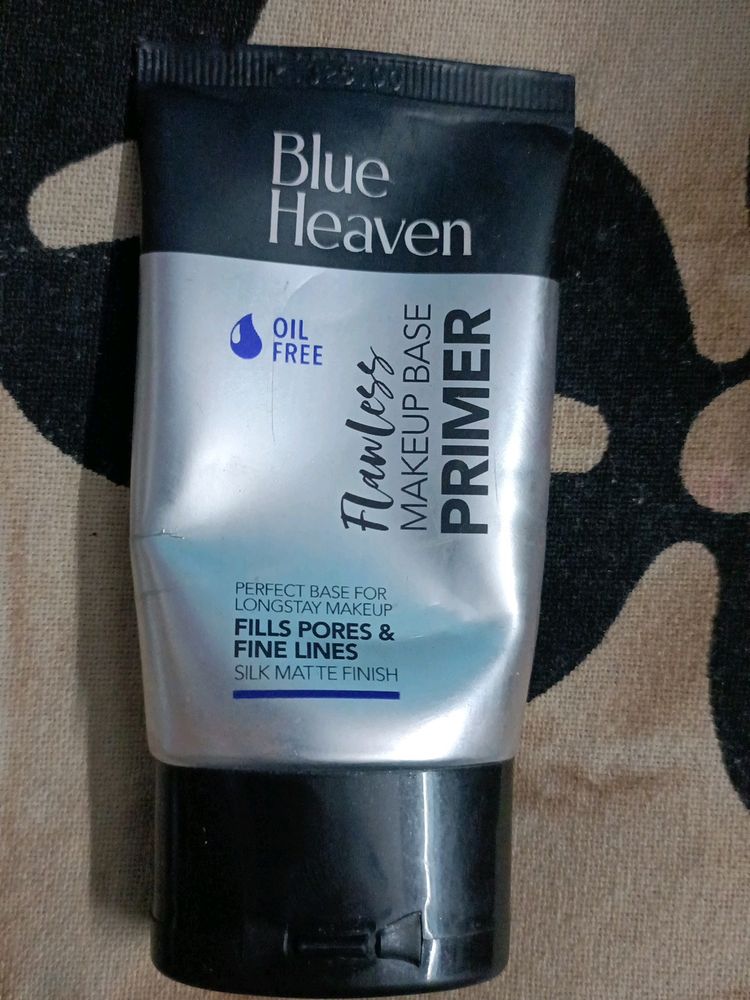 Blue
Heaven
OIL
FREE
Flawless
MAKEUP BASE
PRIMER
PERFECT BASE FOR
LONGSTAY MAKEUP
FILLS PORES &
FINE LINES
SILK MATTE FINISH